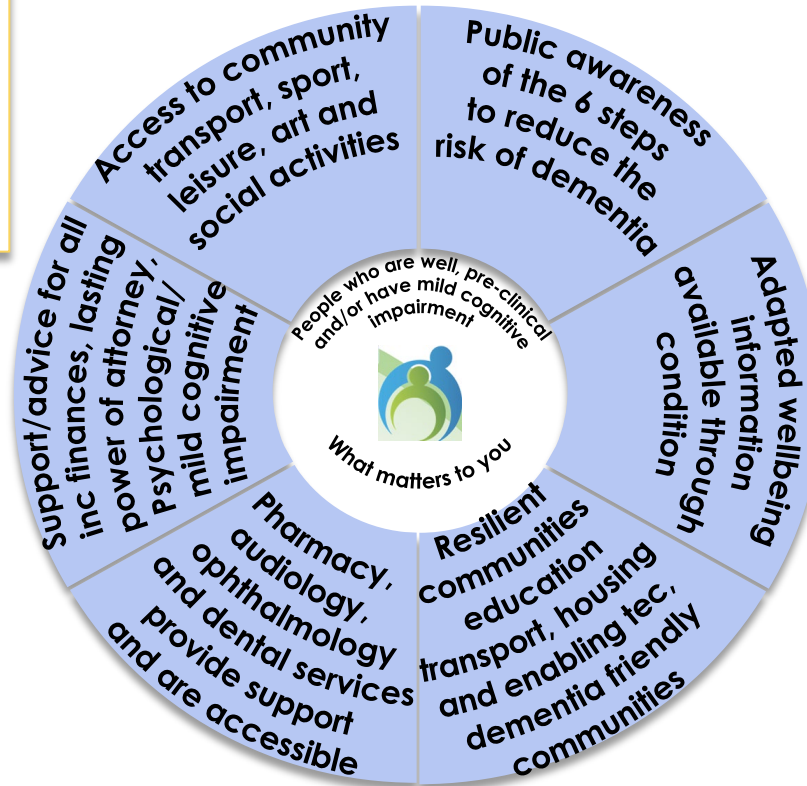 Access to community
transport, sport,
leisure, art and
social activities
Public awareness
of the 6 steps
to reduce the
risk of dementia
Adapted wellbeing
information
available through
condition
Resilient
communities
education
transport, housing
and enabling tec,
dementia friendly
communities
Pharmacy,
audiology,
ophthalmology
and dental services
provide support
and are accessible
Support/advice for all
inc finances, lasting
power of attorney,
Psychological/
mild cognitive
impairment
People who are well, pre-clinical
and/or have mild cognitive
impairment
What matters to you